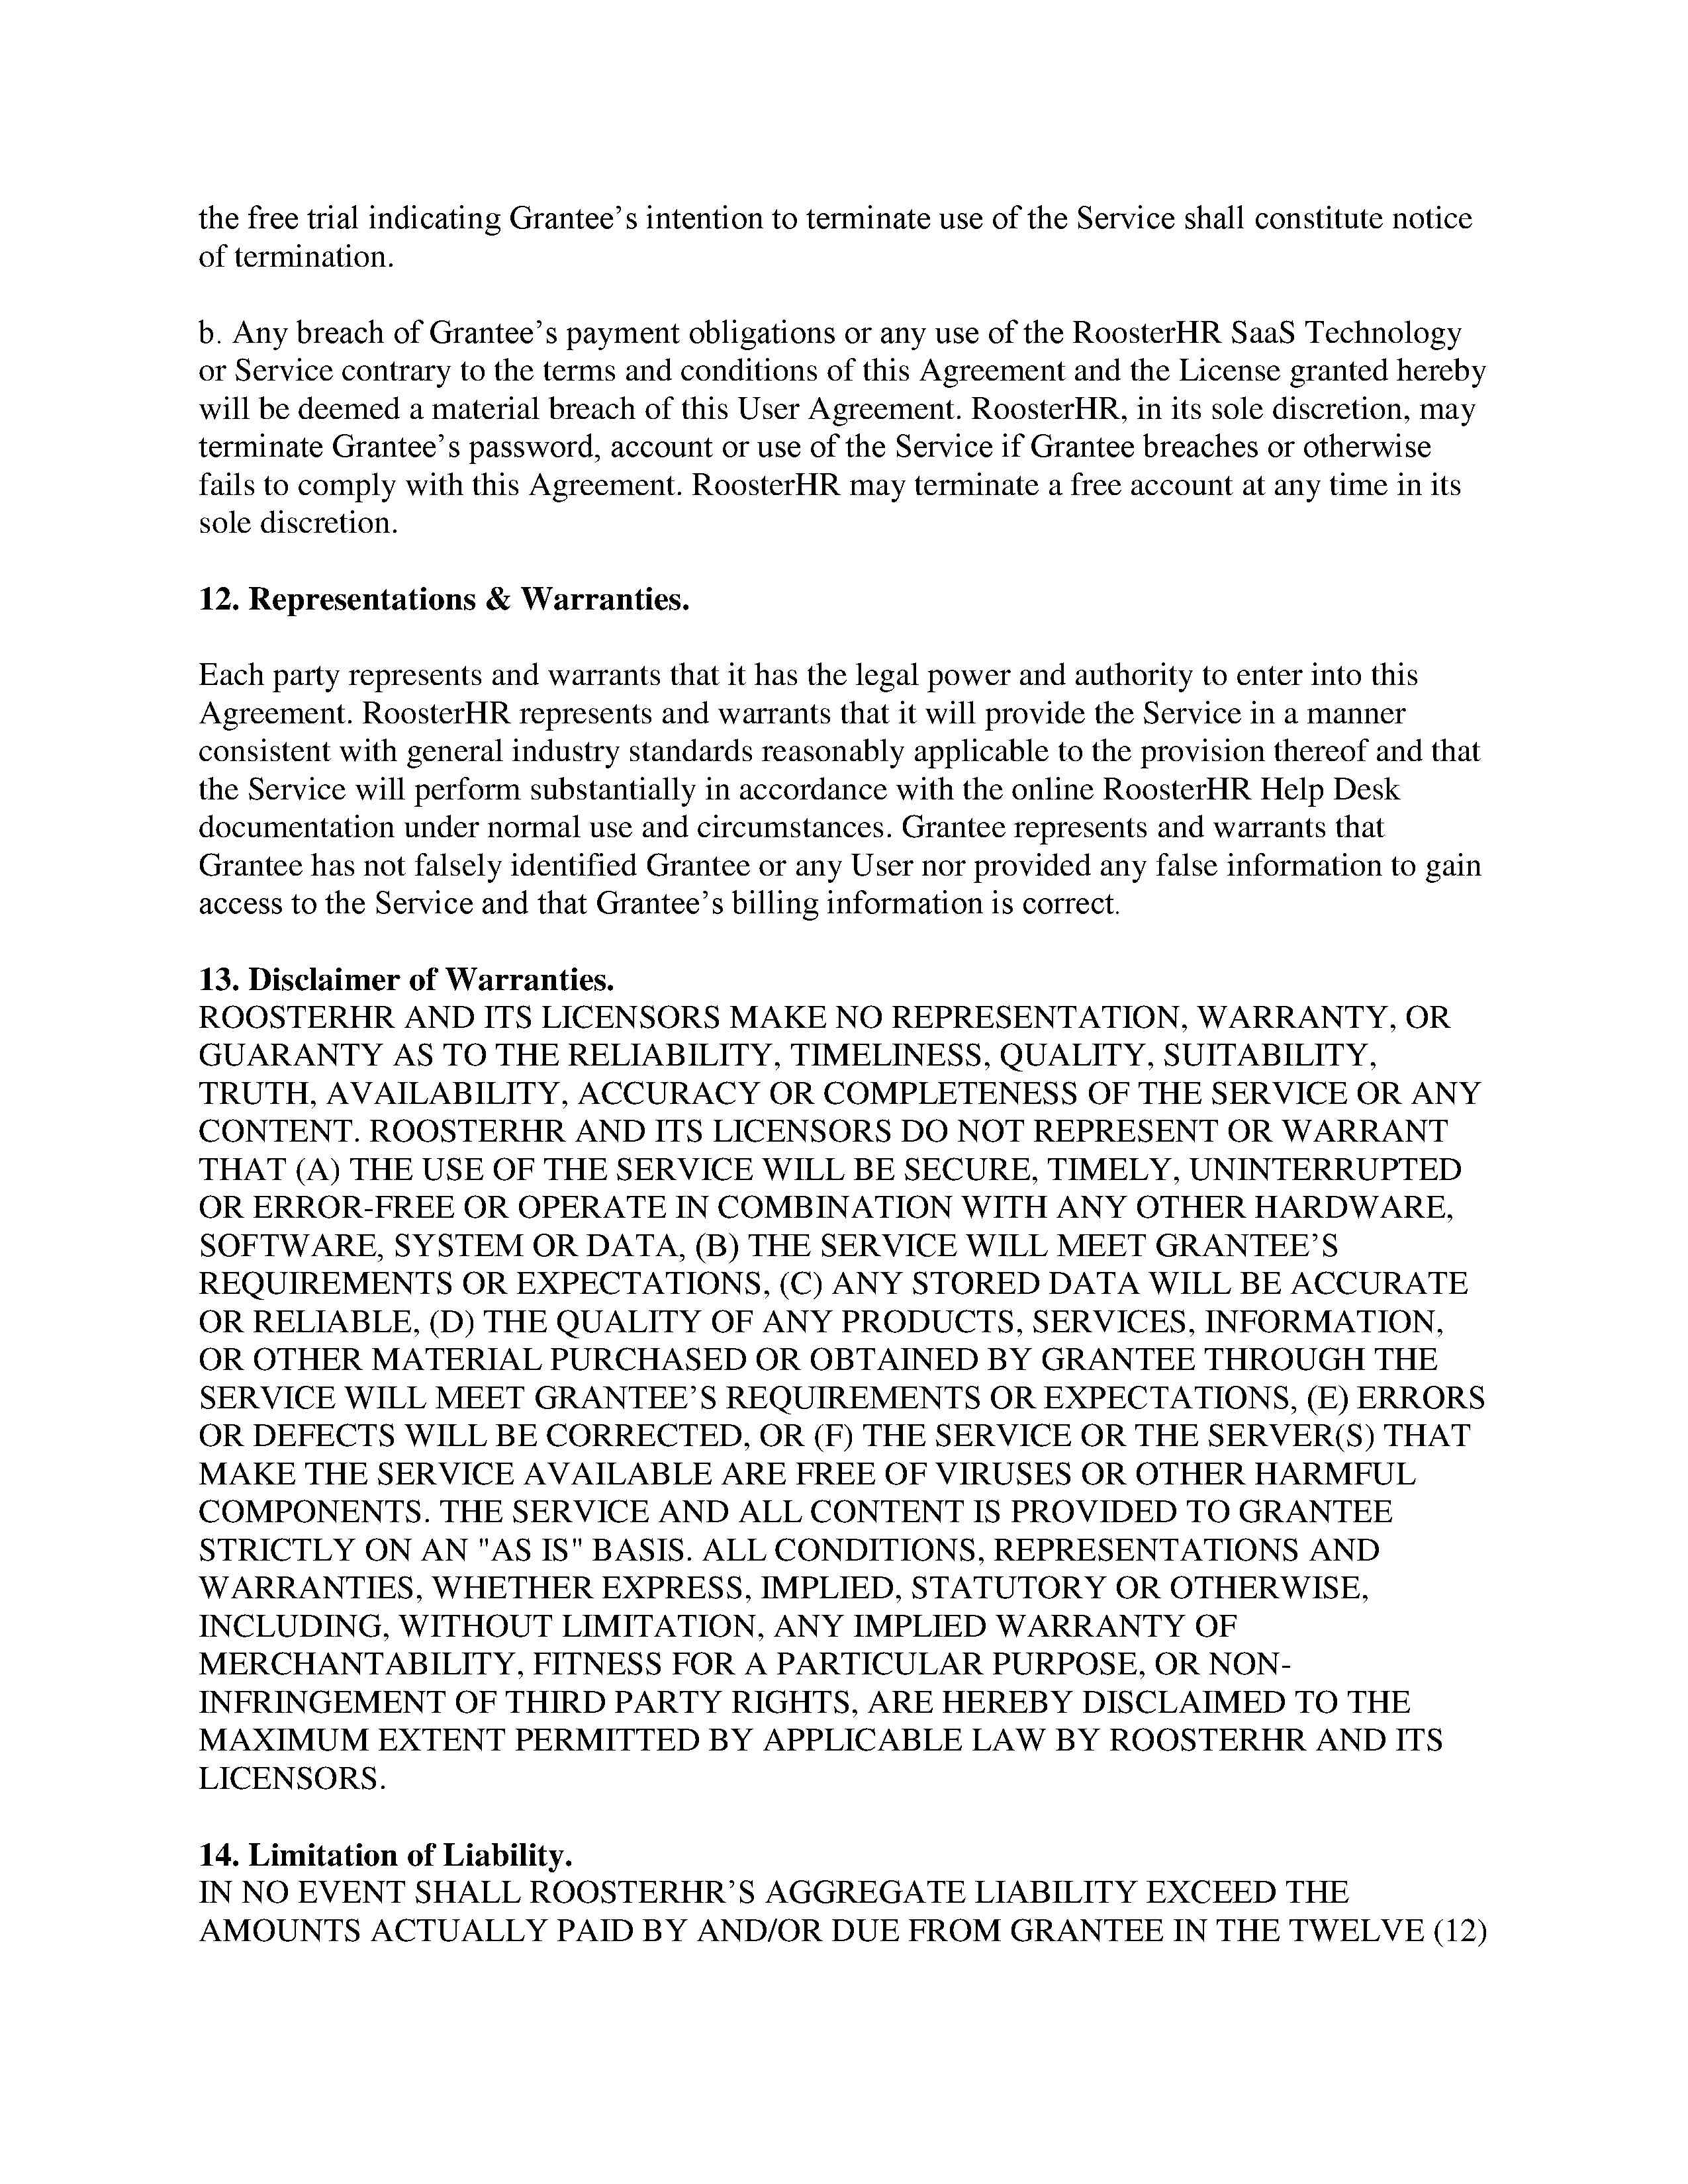 the free trial indicating Grantee’s intention to terminate use of the Service shall constitute notice
of termination.
b. Any breach of Grantee’s payment obligations or any use of the RoosterHR SaaS Technology
or Service contrary to the terms and conditions of this Agreement and the License granted hereby
will be deemed a material breach of this User Agreement. RoosterHR, in its sole discretion, may
terminate Grantee’s password, account or use of the Service if Grantee breaches or otherwise
fails to comply with this Agreement. RoosterHR may terminate a free account at any time in its
sole discretion.
12. Representations & Warranties.
Each party represents and warrants that it has the legal power and authority to enter into this
Agreement. RoosterHR represents and warrants that it will provide the Service in a manner
consistent with general industry standards reasonably applicable to the provision thereof and that
the Service will perform substantially in accordance with the online RoosterHR Help Desk
documentation under normal use and circumstances. Grantee represents and warrants that
Grantee has not falsely identified Grantee or any User nor provided any false information to gain
access to the Service and that Grantee’s billing information is correct.
13. Disclaimer of Warranties.
ROOSTERHR AND ITS LICENSORS MAKE NO REPRESENTATION, WARRANTY, OR
GUARANTY AS TO THE RELIABILITY, TIMELINESS, QUALITY, SUITABILITY,
TRUTH, AVAILABILITY, ACCURACY OR COMPLETENESS OF THE SERVICE OR ANY
CONTENT. ROOSTERHR AND ITS LICENSORS DO NOT REPRESENT OR WARRANT
THAT (A) THE USE OF THE SERVICE WILL BE SECURE, TIMELY, UNINTERRUPTED
OR ERROR-FREE OR OPERATE IN COMBINATION WITH ANY OTHER HARDWARE,
SOFTWARE, SYSTEM OR DATA, (B) THE SERVICE WILL MEET GRANTEE’S
REQUIREMENTS OR EXPECTATIONS, (C) ANY STORED DATA WILL BE ACCURATE
OR RELIABLE, (D) THE QUALITY OF ANY PRODUCTS, SERVICES, INFORMATION,
OR OTHER MATERIAL PURCHASED OR OBTAINED BY GRANTEE THROUGH THE
SERVICE WILL MEET GRANTEE’S REQUIREMENTS OR EXPECTATIONS, (E) ERRORS
OR DEFECTS WILL BE CORRECTED, OR (F) THE SERVICE OR THE SERVER(S) THAT
MAKE THE SERVICE AVAILABLE ARE FREE OF VIRUSES OR OTHER HARMFUL
COMPONENTS. THE SERVICE AND ALL CONTENT IS PROVIDED TO GRANTEE
STRICTLY ON AN "AS IS" BASIS. ALL CONDITIONS, REPRESENTATIONS AND
WARRANTIES, WHETHER EXPRESS, IMPLIED, STATUTORY OR OTHERWISE,
INCLUDING, WITHOUT LIMITATION, ANY IMPLIED WARRANTY OF
MERCHANTABILITY, FITNESS FOR A PARTICULAR PURPOSE, OR NON-
INFRINGEMENT OF THIRD PARTY RIGHTS, ARE HEREBY DISCLAIMED TO THE
MAXIMUM EXTENT PERMITTED BY APPLICABLE LAW BY ROOSTERHR AND ITS
LICENSORS.
14. Limitation of Liability.
IN NO EVENT SHALL ROOSTERHR’S AGGREGATE LIABILITY EXCEED THE
AMOUNTS ACTUALLY PAID BY AND/OR DUE FROM GRANTEE IN THE TWELVE (12)